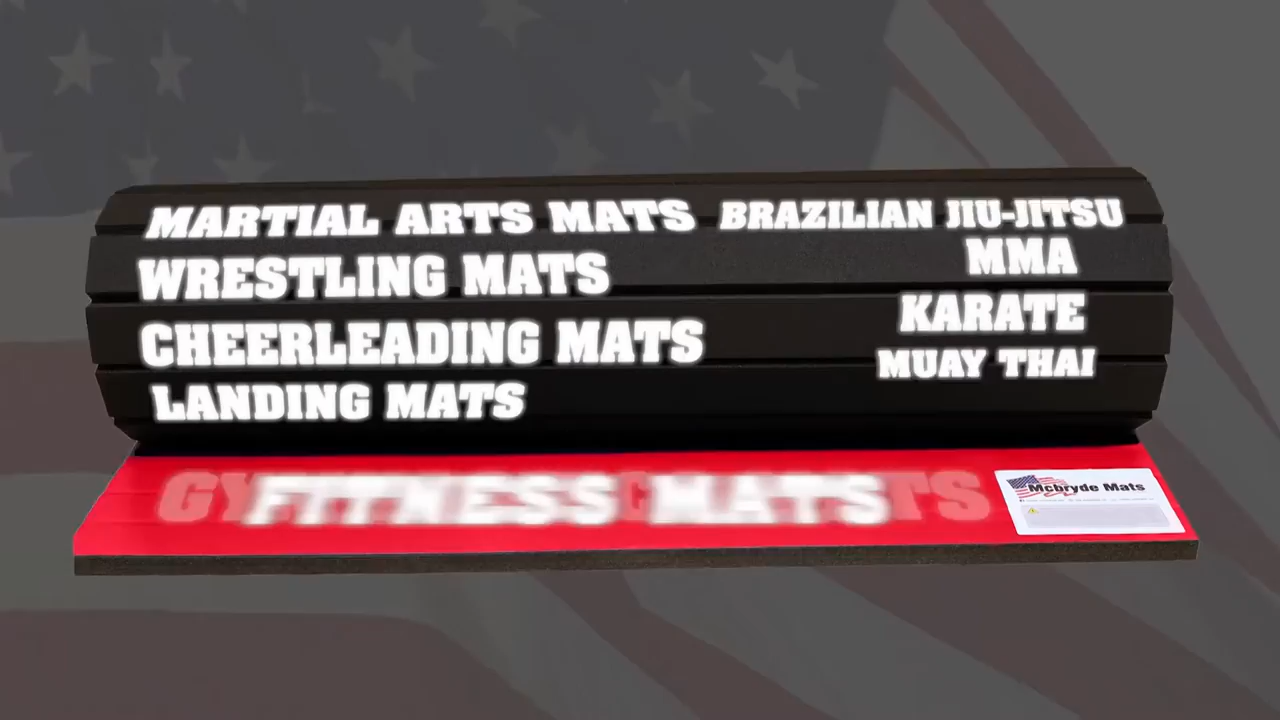 MARTIAL ARTS MATS
WRESTLING MATS
CHEERLEADING MATS
LANDING MATS
BRAZILIAN JIU-JITSU
MMA
KARATE
MUAY THAI
FITNESS MATS
Mcbryde Mats